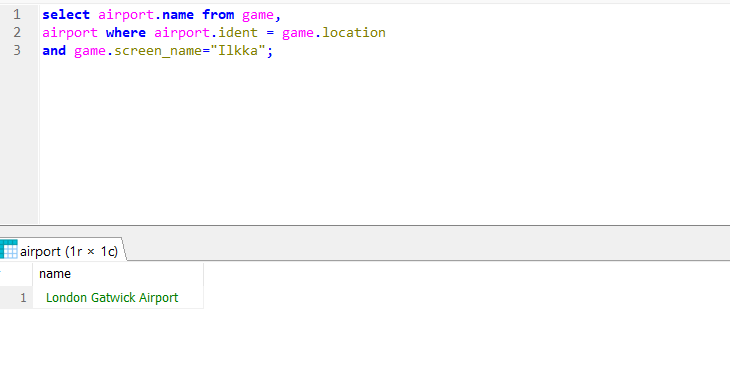 1 select airport.name from game,
2 airport where airport.ident = game.location
3 and game.screen_name="Ilkka";
airport (1r × 1c)
name
1 London Gatwick Airport